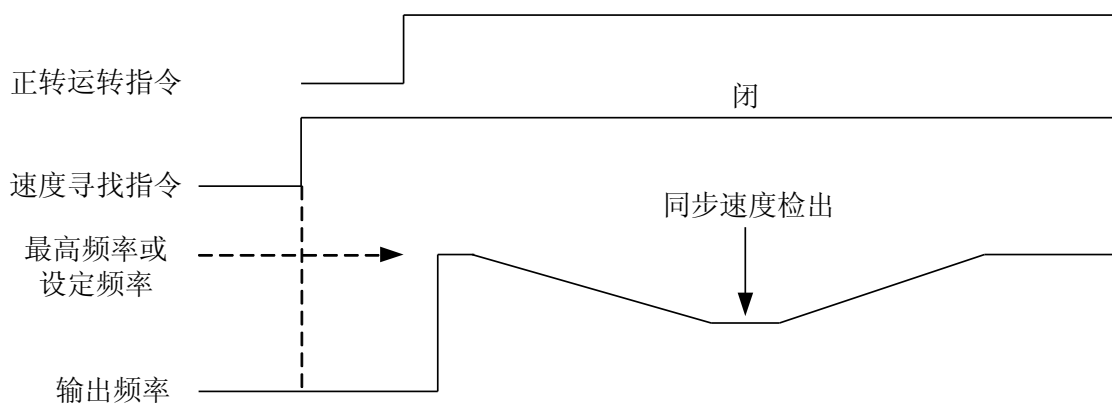 正转运转指令
闭
速度寻找指令
同步速度检出
最高频率或
设定频率
输出频率